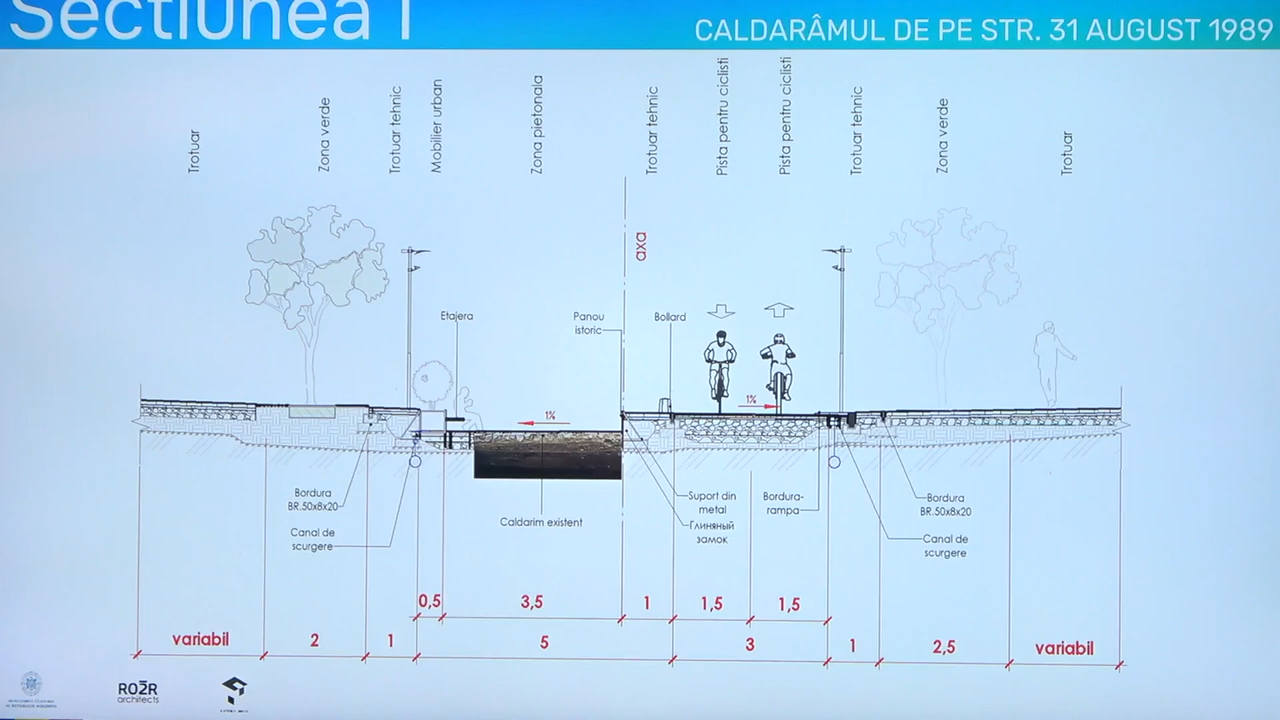 Sectiunea I
CALDARÂMUL DE PE STR. 31 AUGUST 1989
Trotuar
Zona verde
Trotuar tehnic
Mobilier urban
Zona pietonala
Trotuar tehnic
Pista pentru ciclisti
Pista pentru ciclisti
Trotuar tehnic
Zona verde
Trotuar
axa
Etajera
Panou
istoric
Bollard
1%
1%
Bordura
BR.50x8x20
Canal de
scurgere
Caldarim existent
Suport din
metal
Глиняный
замок
Bordura-
rampa
Bordura
BR.50x8x20
Canal de
scurgere
0,5
3,5
1
1,5
1,5
variabil
2
1
5
3
1
2,5
variabil
RO2R
architects